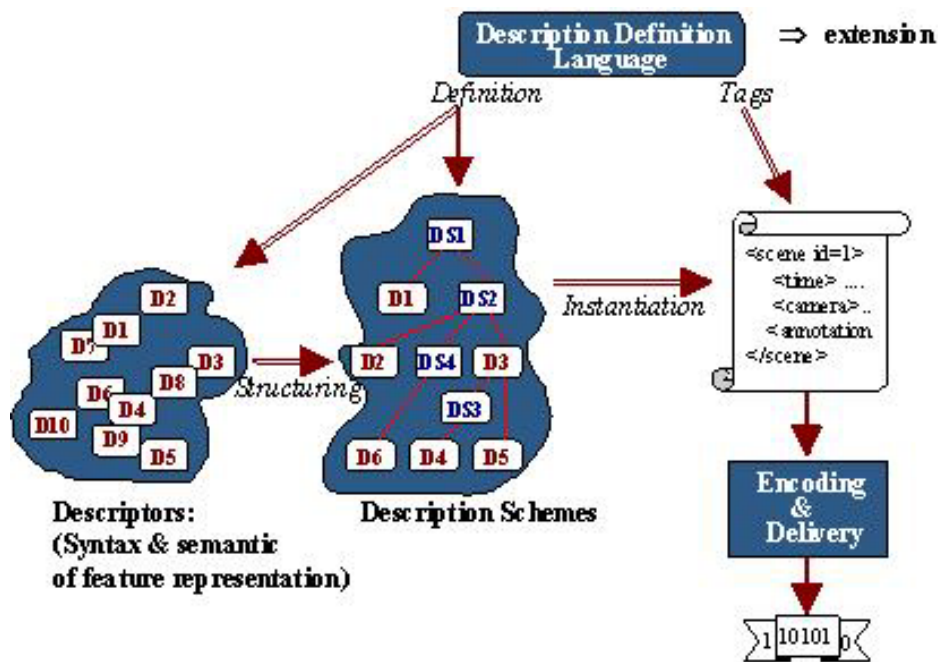 Description Definition
Language
⇒ extension
Definition
Tags
DS1
D1
DS2
D2
DS4
D3
DS3
D6
D4
D5
Instantiation
<scene id=1>
<time> ....
<camera>..
<annotation
</scene>
D2
D7
D1
D3
D8
D6
D4
D10
D9
D5
Structuring
Descriptors:
(Syntax & semantic
of feature representation)
Description Schemes
Encoding
&
Delivery
1 10101 0